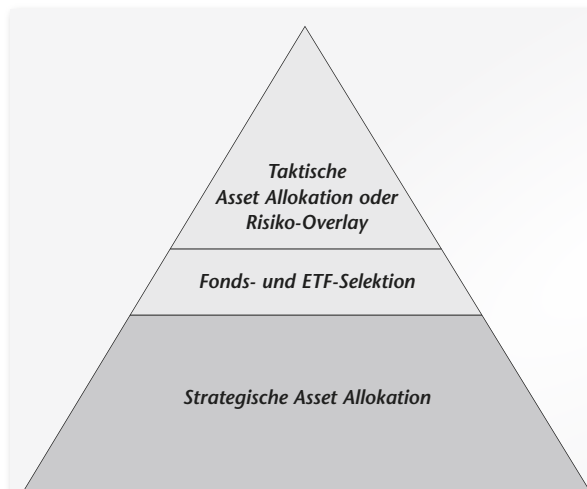 Taktische
Asset Allokation oder
Risiko-Overlay
Fonds- und ETF-Selektion
Strategische Asset Allokation